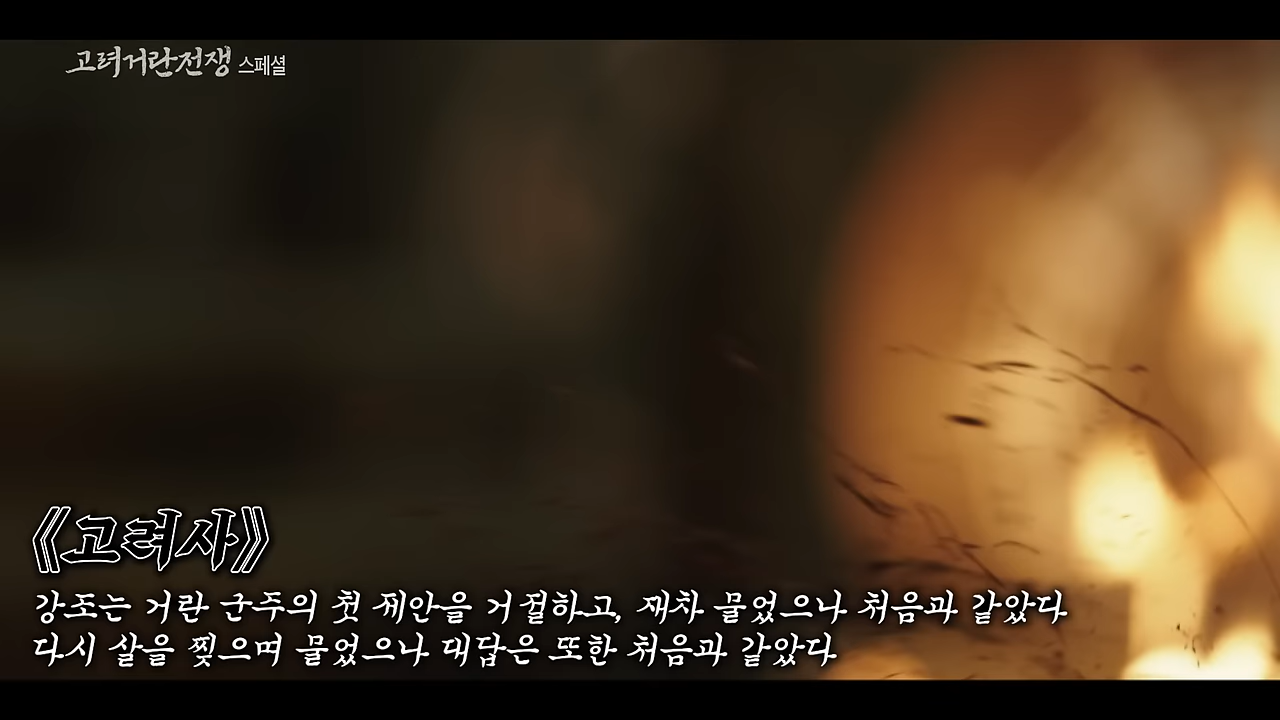 고려거란전쟁 스페셜
《고려사》
강조는 거란 군주의 첫 제안을 거절하고, 재차 물었으나 처음과 같았다
다시 살을 찢으며 물었으나 대답은 또한 처음과 같았다